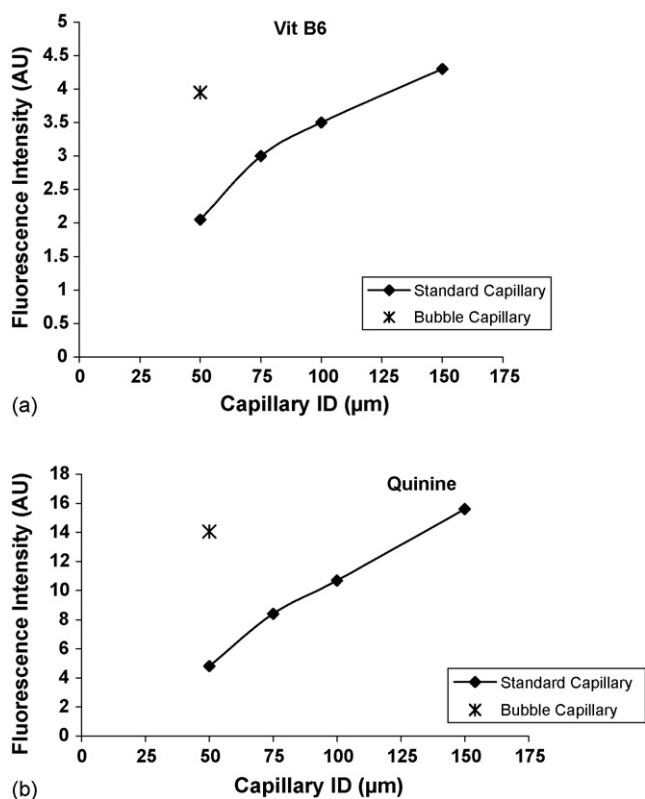 Vit B6
Fluorescence Intensity (AU)
5
4.5
4
3.5
3
2.5
2
1.5
1
0.5
0
Standard Capillary
Bubble Capillary
0 25 50 75 100 125 150 175
Capillary ID (µm)
(a)
Quinine
Fluorescence Intensity (AU)
18
16
14
12
10
8
6
4
2
0
Standard Capillary
Bubble Capillary
0 25 50 75 100 125 150 175
Capillary ID (µm)
(b)